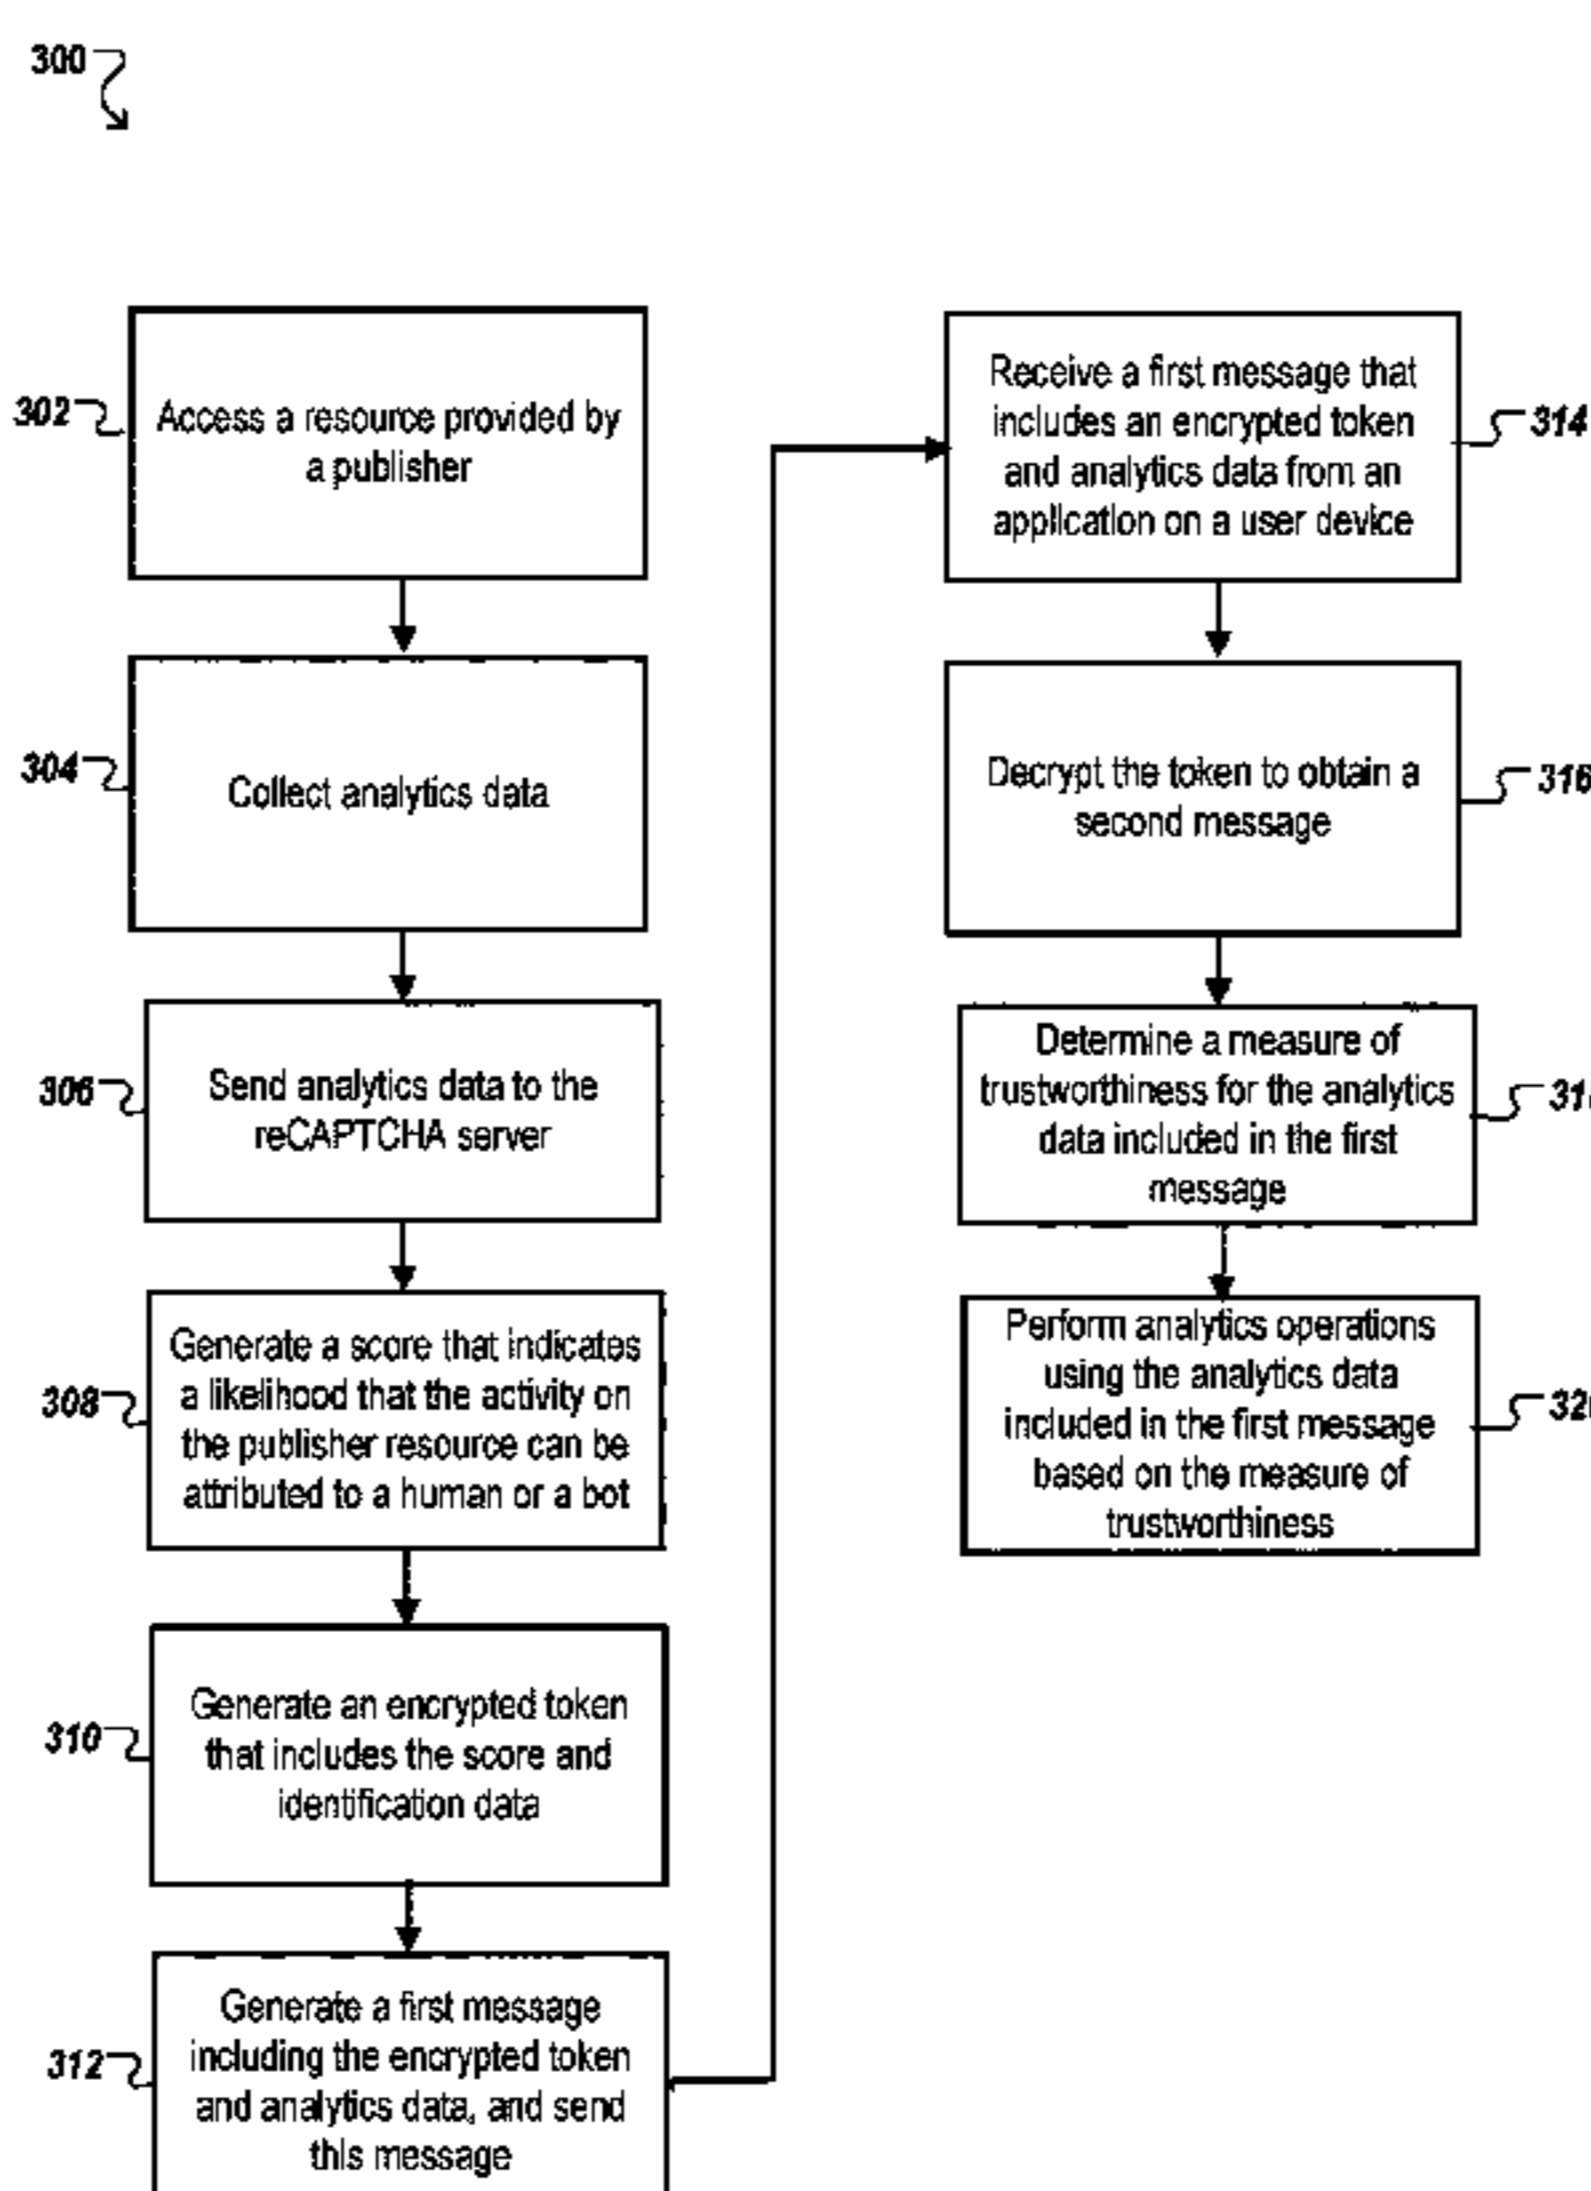 300
302
Access a resource provided by
a publisher
304
Collect analytics data
306
Send analytics data to the
reCAPTCHA server
308
Generate a score that indicates
a likelihood that the activity on
the publisher resource can be
attributed to a human or a bot
310
Generate an encrypted token
that includes the score and
identification data
312
Generate a first message
including the encrypted token
and analytics data, and send
this message
Receive a first message that
includes an encrypted token
and analytics data from an
application on a user device
314
Decrypt the token to obtain a
second message
316
Determine a measure of
trustworthiness for the analytics
data included in the first
message
Perform analytics operations
using the analytics data
included in the first message
based on the measure of
trustworthiness